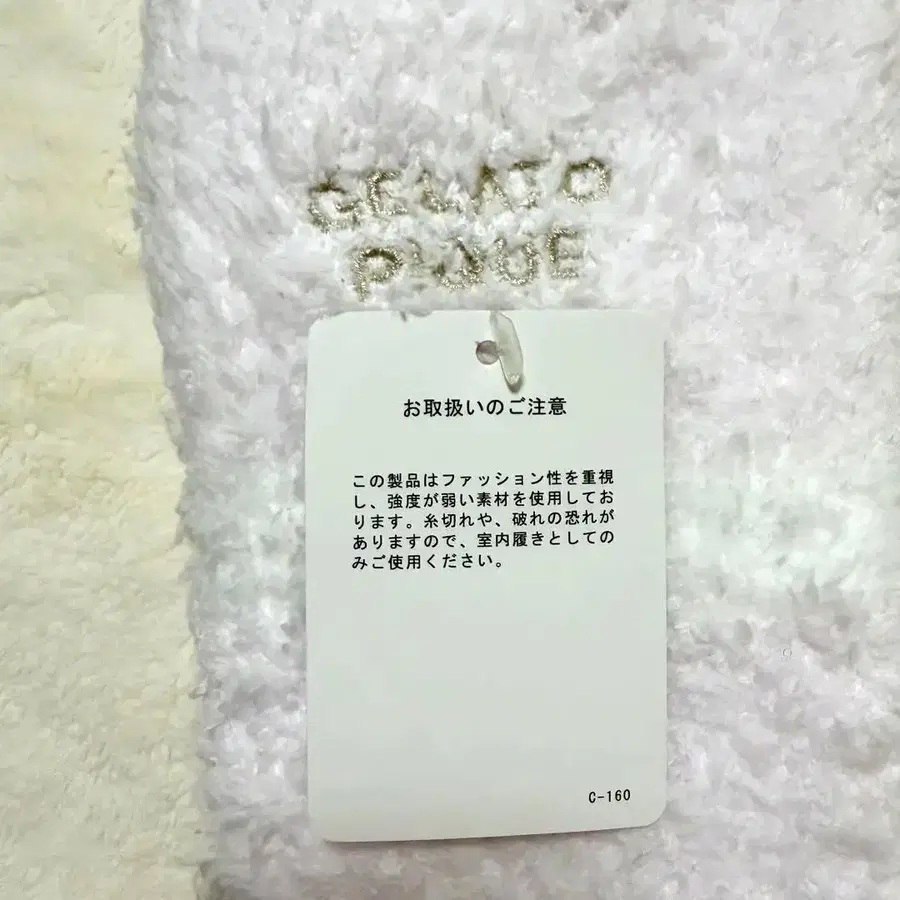 GELATO
PIQUE
お取扱いのご注意
この製品はファッション性を重視
し、強度が弱い素材を使用してお
ります。糸切れや、破れの恐れが
ありますので、室内履きとしての
みご使用ください。
C-160